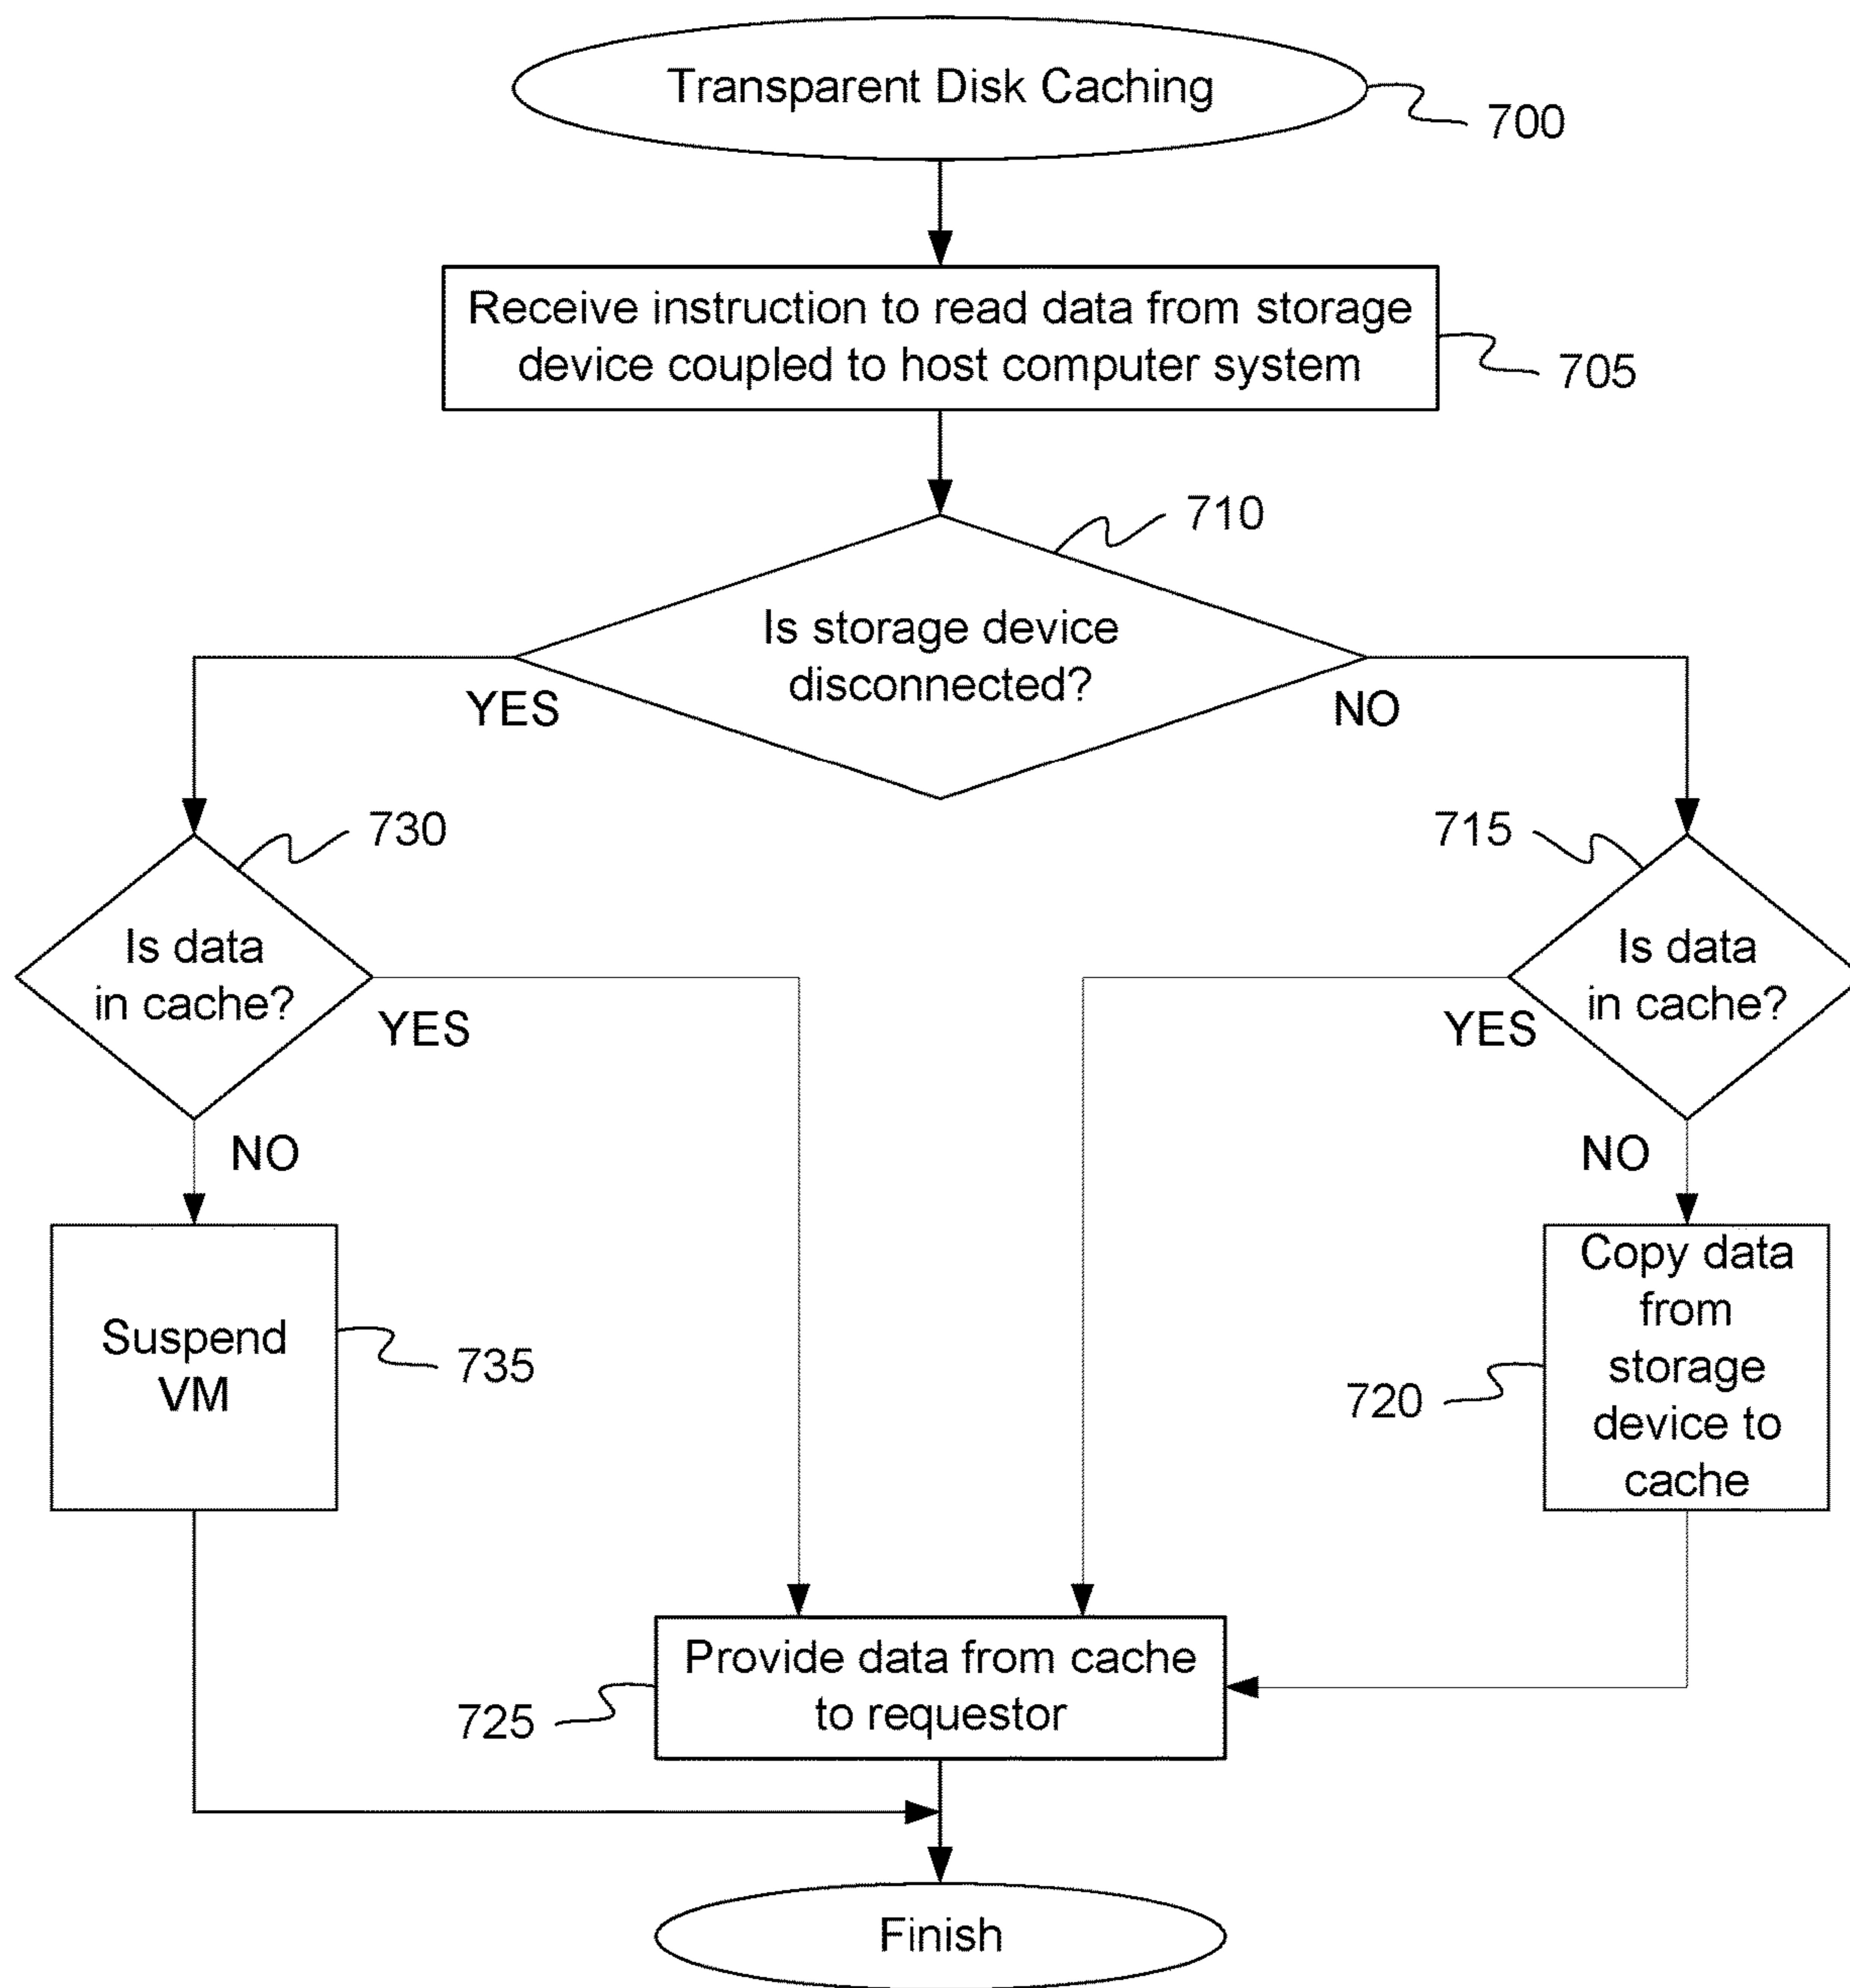 Transparent Disk Caching
700
Receive instruction to read data from storage
device coupled to host computer system
705
710
Is storage device
disconnected?
YES
NO
730
715
Is data
in cache?
YES
Is data
in cache?
YES
NO
NO
Suspend
VM
735
Copy data
from
storage
device to
cache
720
Provide data from cache
to requestor
725
Finish